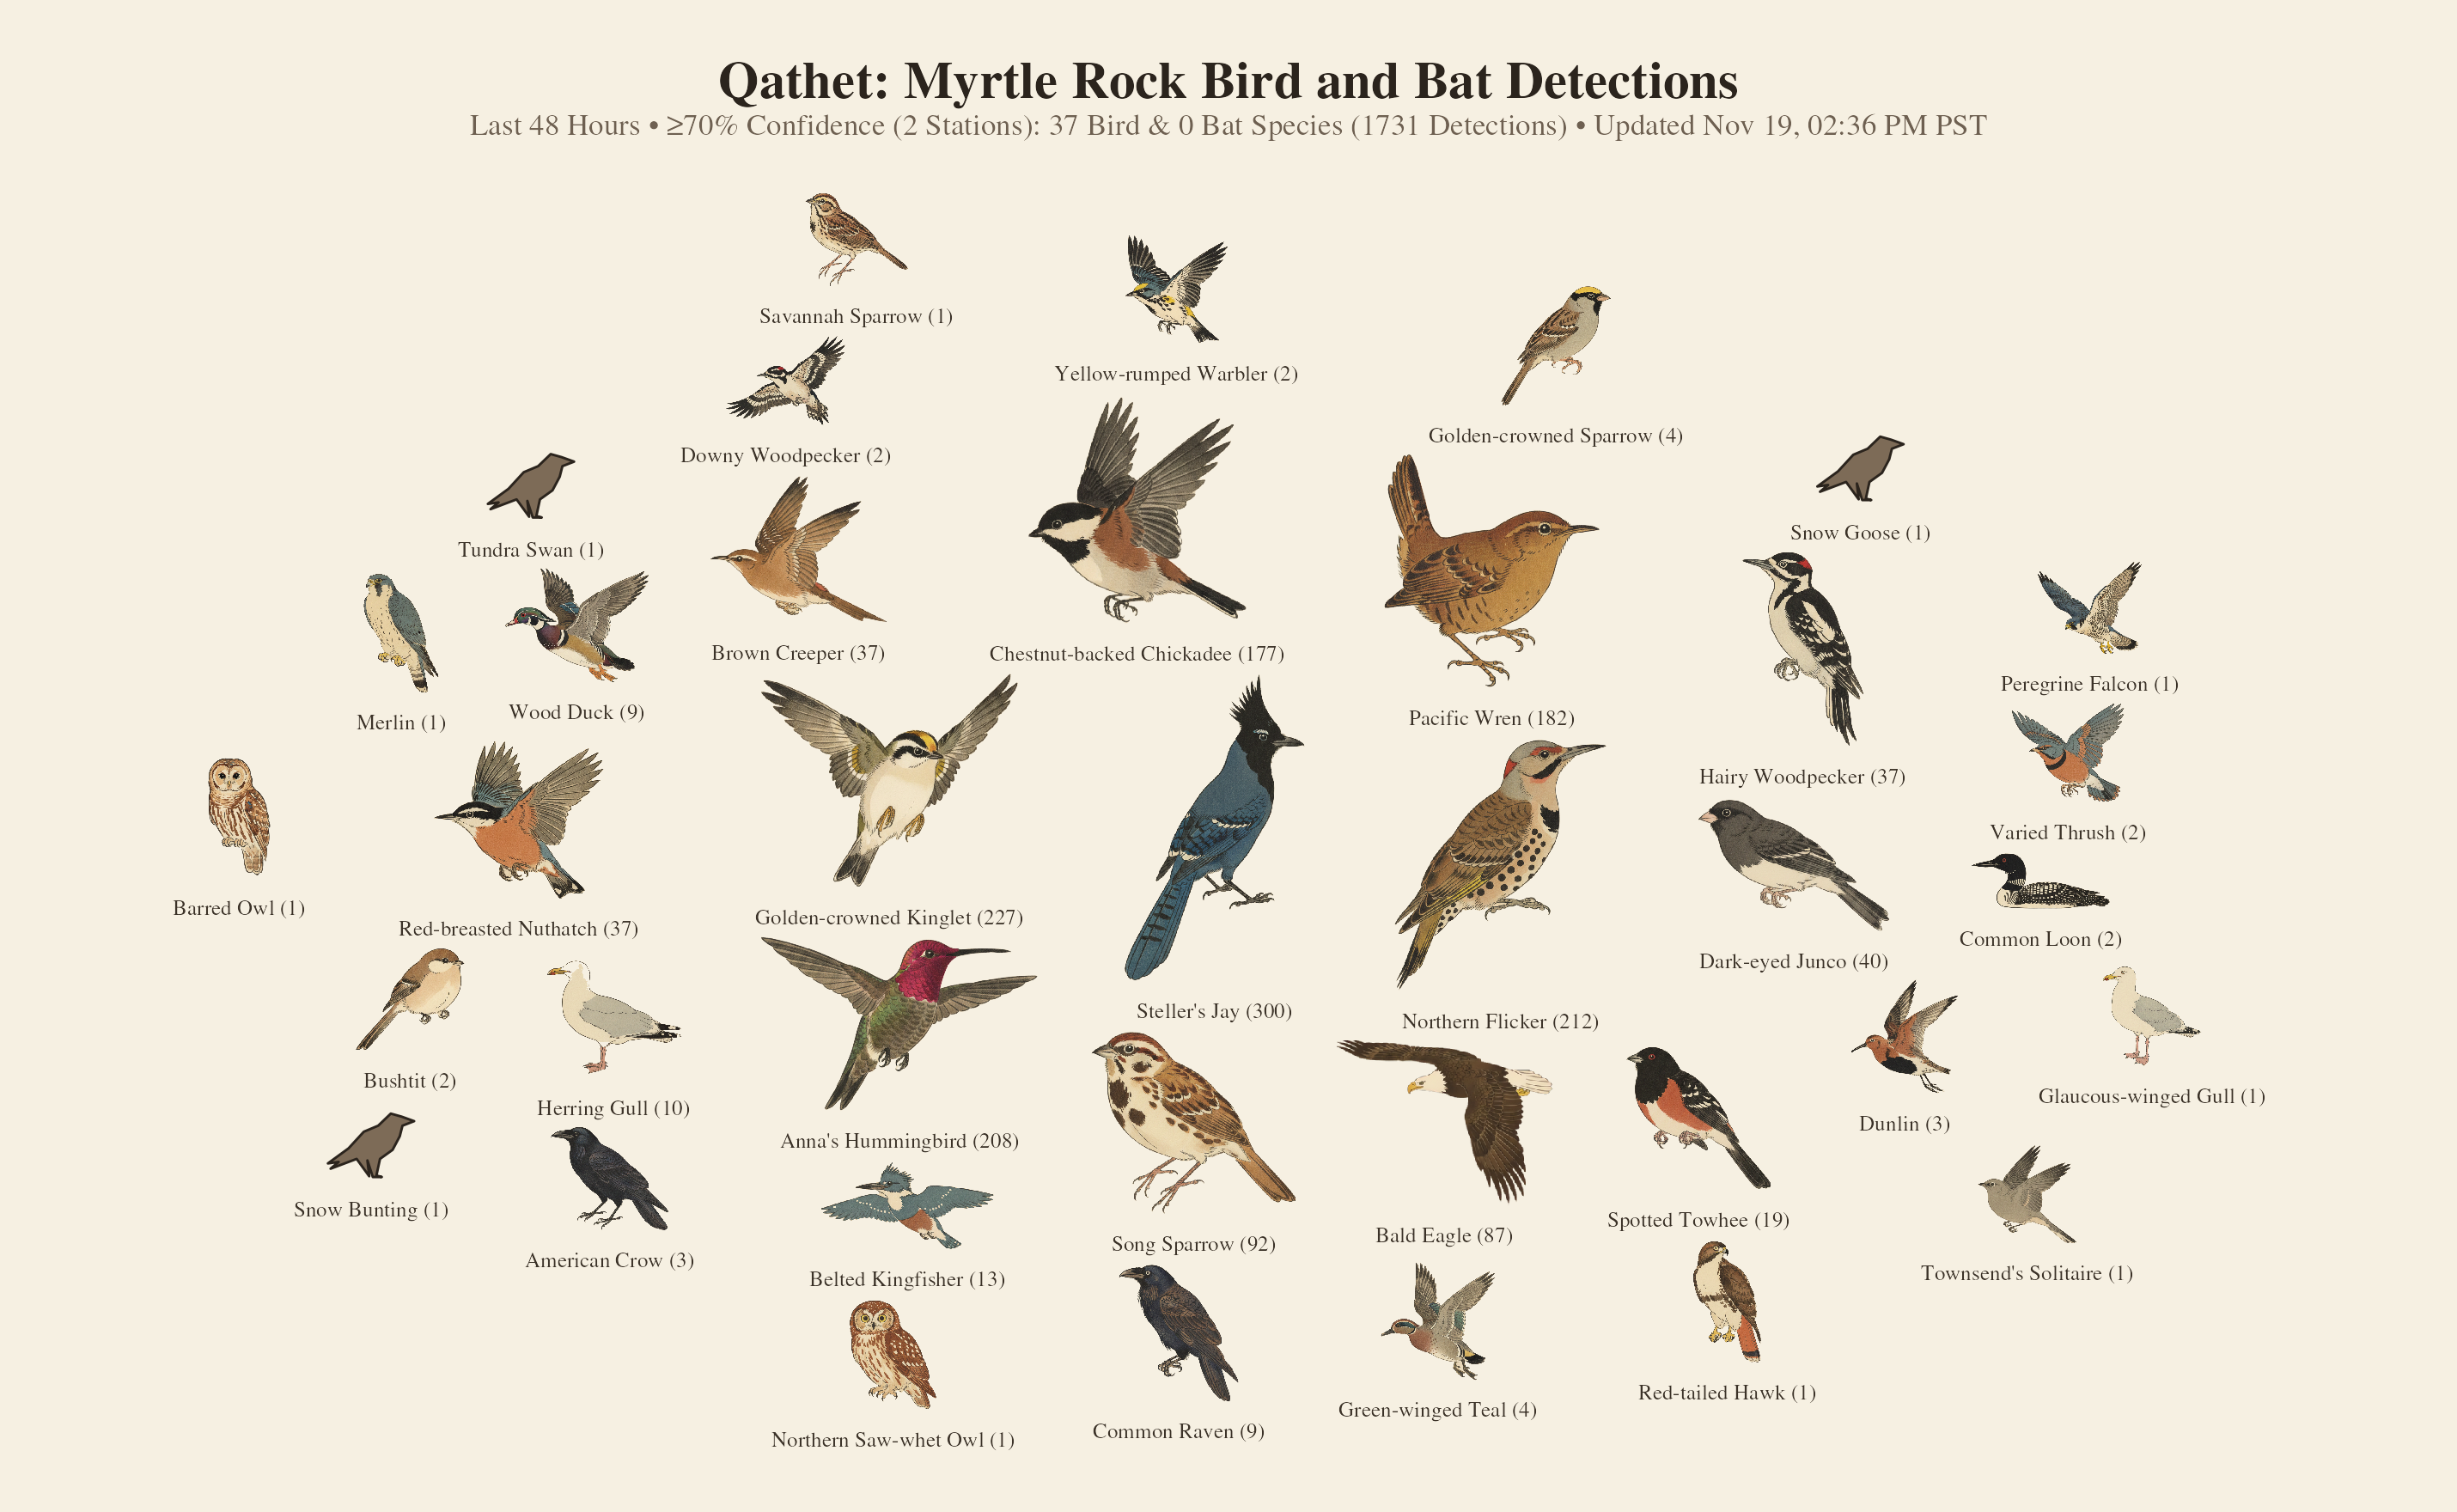 Qathet: Myrtle Rock Bird and Bat Detections
Last 48 Hours • ≥70% Confidence (2 Stations): 37 Bird & 0 Bat Species (1731 Detections) • Updated Nov 19, 02:36 PM PST
Savannah Sparrow (1)
Yellow-rumped Warbler (2)
Golden-crowned Sparrow (4)
Downy Woodpecker (2)
Snow Goose (1)
Tundra Swan (1)
Brown Creeper (37)
Chestnut-backed Chickadee (177)
Peregrine Falcon (1)
Wood Duck (9)
Pacific Wren (182)
Merlin (1)
Hairy Woodpecker (37)
Varied Thrush (2)
Barred Owl (1)
Golden-crowned Kinglet (227)
Red-breasted Nuthatch (37)
Common Loon (2)
Dark-eyed Junco (40)
Steller's Jay (300)
Northern Flicker (212)
Bushtit (2)
Glaucous-winged Gull (1)
Herring Gull (10)
Dunlin (3)
Anna's Hummingbird (208)
Snow Bunting (1)
Spotted Towhee (19)
Bald Eagle (87)
Song Sparrow (92)
American Crow (3)
Townsend's Solitaire (1)
Belted Kingfisher (13)
Red-tailed Hawk (1)
Green-winged Teal (4)
Common Raven (9)
Northern Saw-whet Owl (1)